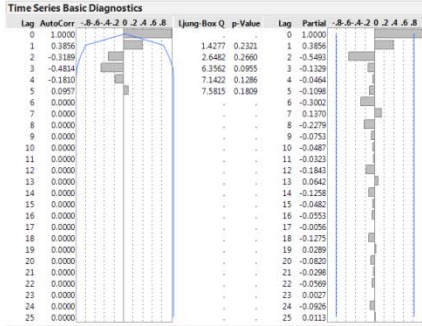 Time Series Basic Diagnostics
Lag AutoCorr -.8-.6-.4-.2 0 .2 .4 .6 .8 Ljung-Box Q p-Value Lag Partial -.8-.6-.4-.2 0 .2 .4 .6 .8
0 1.0000 . . 0 1.0000
1 0.3856 1.4277 0.2321 1 0.3856
2 -0.3189 2.6482 0.2660 2 -0.5493
3 -0.4814 6.3562 0.0955 3 -0.1329
4 -0.1810 7.1422 0.1286 4 -0.0464
5 0.0957 7.5815 0.1809 5 -0.1098
6 0.0000 . . 6 -0.3002
7 0.0000 . . 7 0.1370
8 0.0000 . . 8 -0.2279
9 0.0000 . . 9 -0.0753
10 0.0000 . . 10 -0.0487
11 0.0000 . . 11 -0.0323
12 0.0000 . . 12 -0.1843
13 0.0000 . . 13 0.0642
14 0.0000 . . 14 -0.1258
15 0.0000 . . 15 -0.0482
16 0.0000 . . 16 -0.0553
17 0.0000 . . 17 -0.0056
18 0.0000 . . 18 -0.1275
19 0.0000 . . 19 0.0289
20 0.0000 . . 20 -0.0820
21 0.0000 . . 21 -0.0298
22 0.0000 . . 22 -0.0569
23 0.0000 . . 23 0.0027
24 0.0000 . . 24 -0.0926
25 0.0000 . . 25 0.0113